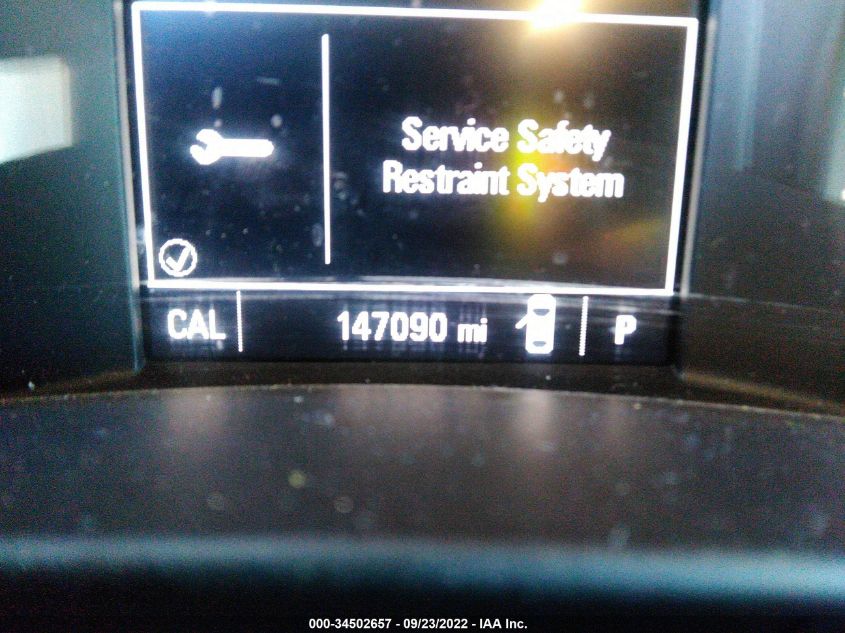 Service Safety
Restraint System
CAL 147090 mi P
000-34502657 - 09/23/2022 - IAA Inc.